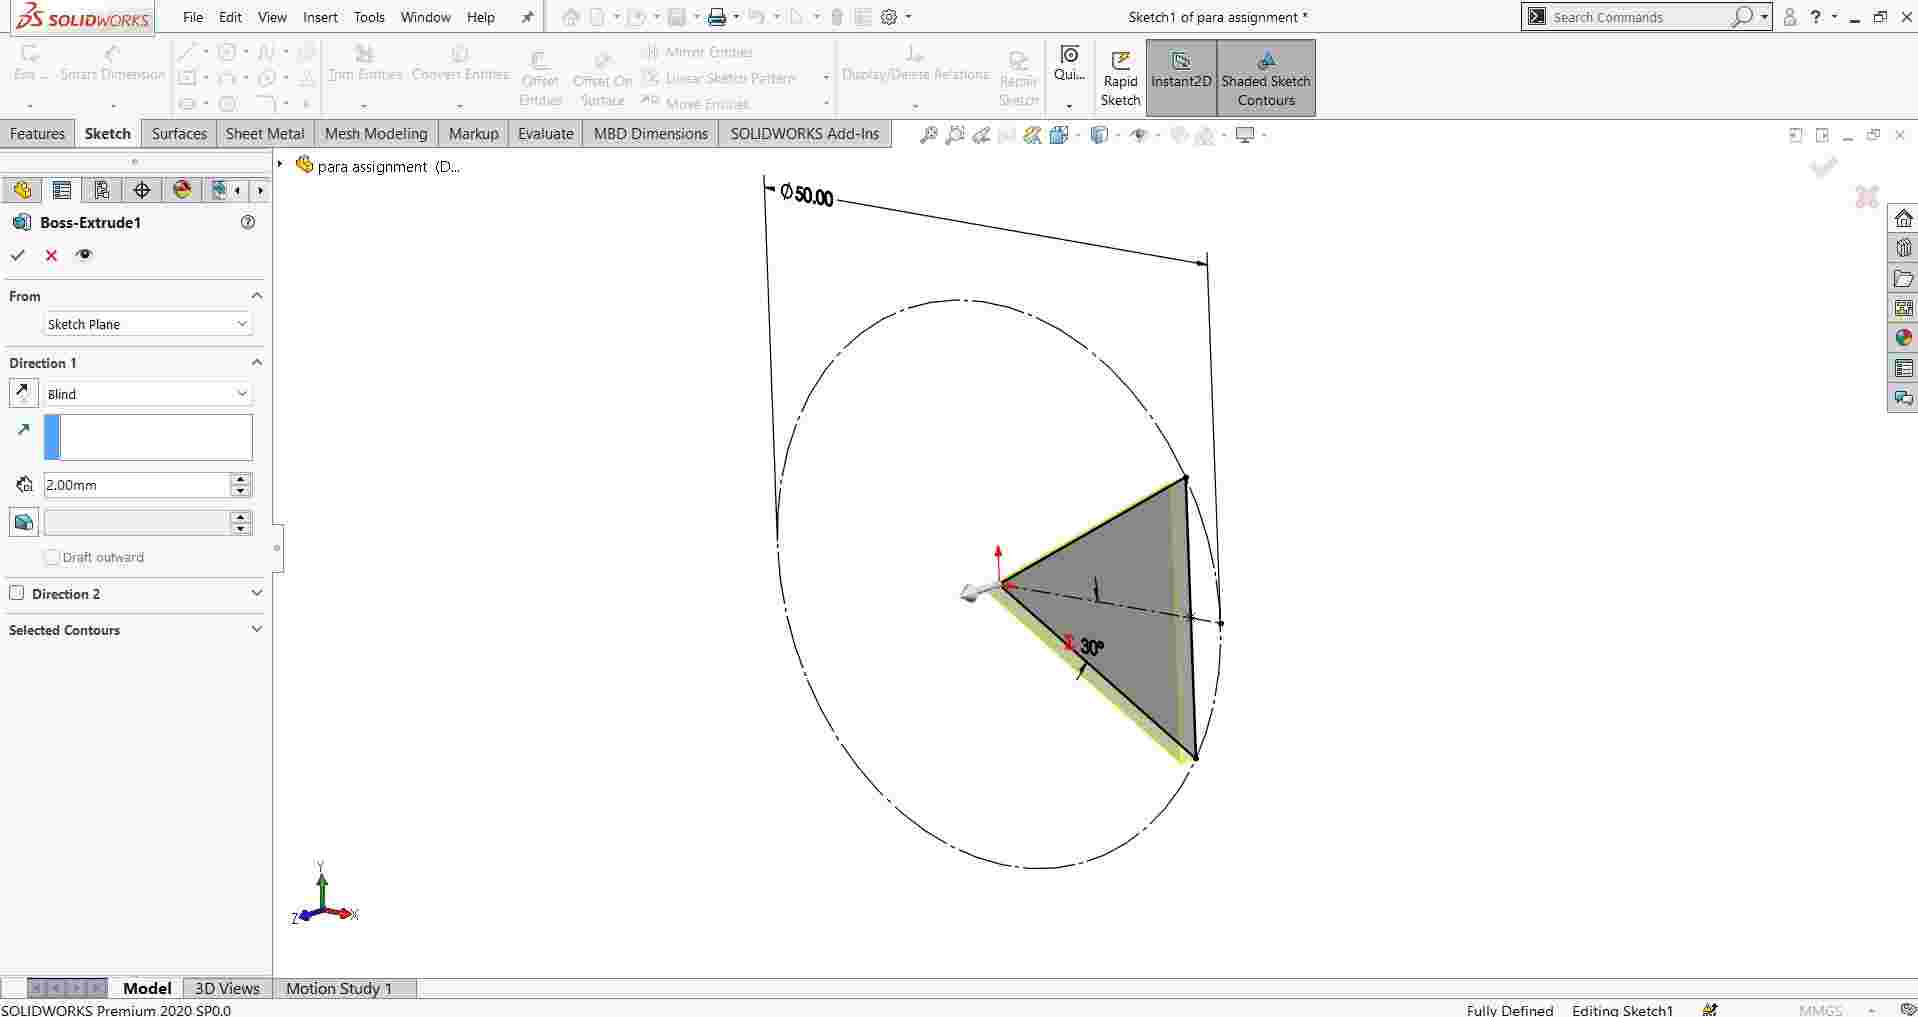 SOLIDWORKS File Edit View Insert Tools Window Help Sketch1 of para assignment * Search Commands ?
Smart Dimension Trim Entities Convert Entities Offset Entities Offset On Surface Mirror Entities Linear Sketch Pattern Move Entities Display/Delete Relations Repair Sketch Qui... Rapid Sketch Instant2D Shaded Sketch Contours
Features Sketch Surfaces Sheet Metal Mesh Modeling Markup Evaluate MBD Dimensions SOLIDWORKS Add-Ins
para assignment (D...
Boss-Extrude1
From
Sketch Plane
Direction 1
Blind
2.00mm
Draft outward
Direction 2
Selected Contours
Ø50.00
Σ 30°
Y
Z X
Model 3D Views Motion Study 1
SOLIDWORKS Premium 2020 SP0.0 Fully Defined Editing Sketch1 MMGS